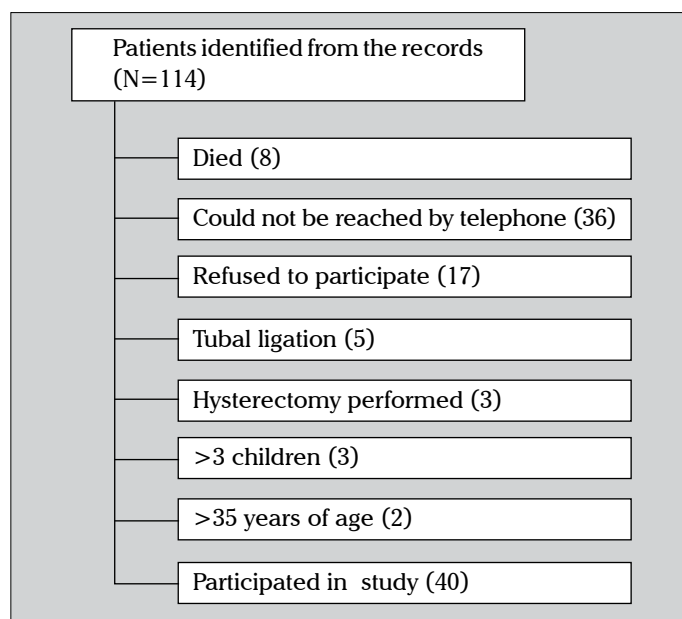 Patients identified from the records
(N=114)
Died (8)
Could not be reached by telephone (36)
Refused to participate (17)
Tubal ligation (5)
Hysterectomy performed (3)
>3 children (3)
>35 years of age (2)
Participated in study (40)